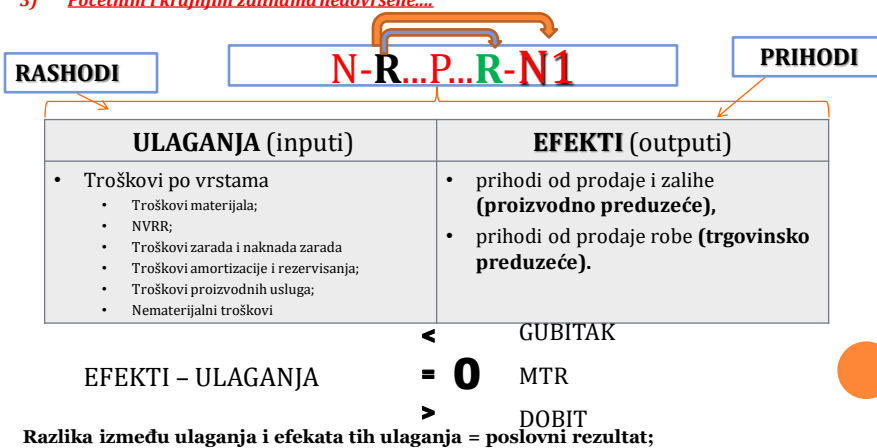 3) Početnim i krajnjim zalihama nedovršene....
N-R...P...R-N1
RASHODI
PRIHODI
ULAGANJA (inputi)
EFEKTI (outputi)
• Troškovi po vrstama
• Troškovi materijala;
• NVRR;
• Troškovi zarada i naknada zarada
• Troškovi amortizacije i rezervisanja;
• Troškovi proizvodnih usluga;
• Nematerijalni troškovi
• prihodi od prodaje i zalihe
(proizvodno preduzeće),
• prihodi od prodaje robe (trgovinsko
preduzeće).
< GUBITAK
EFEKTI – ULAGANJA = 0 MTR
> DOBIT
Razlika između ulaganja i efekata tih ulaganja = poslovni rezultat;